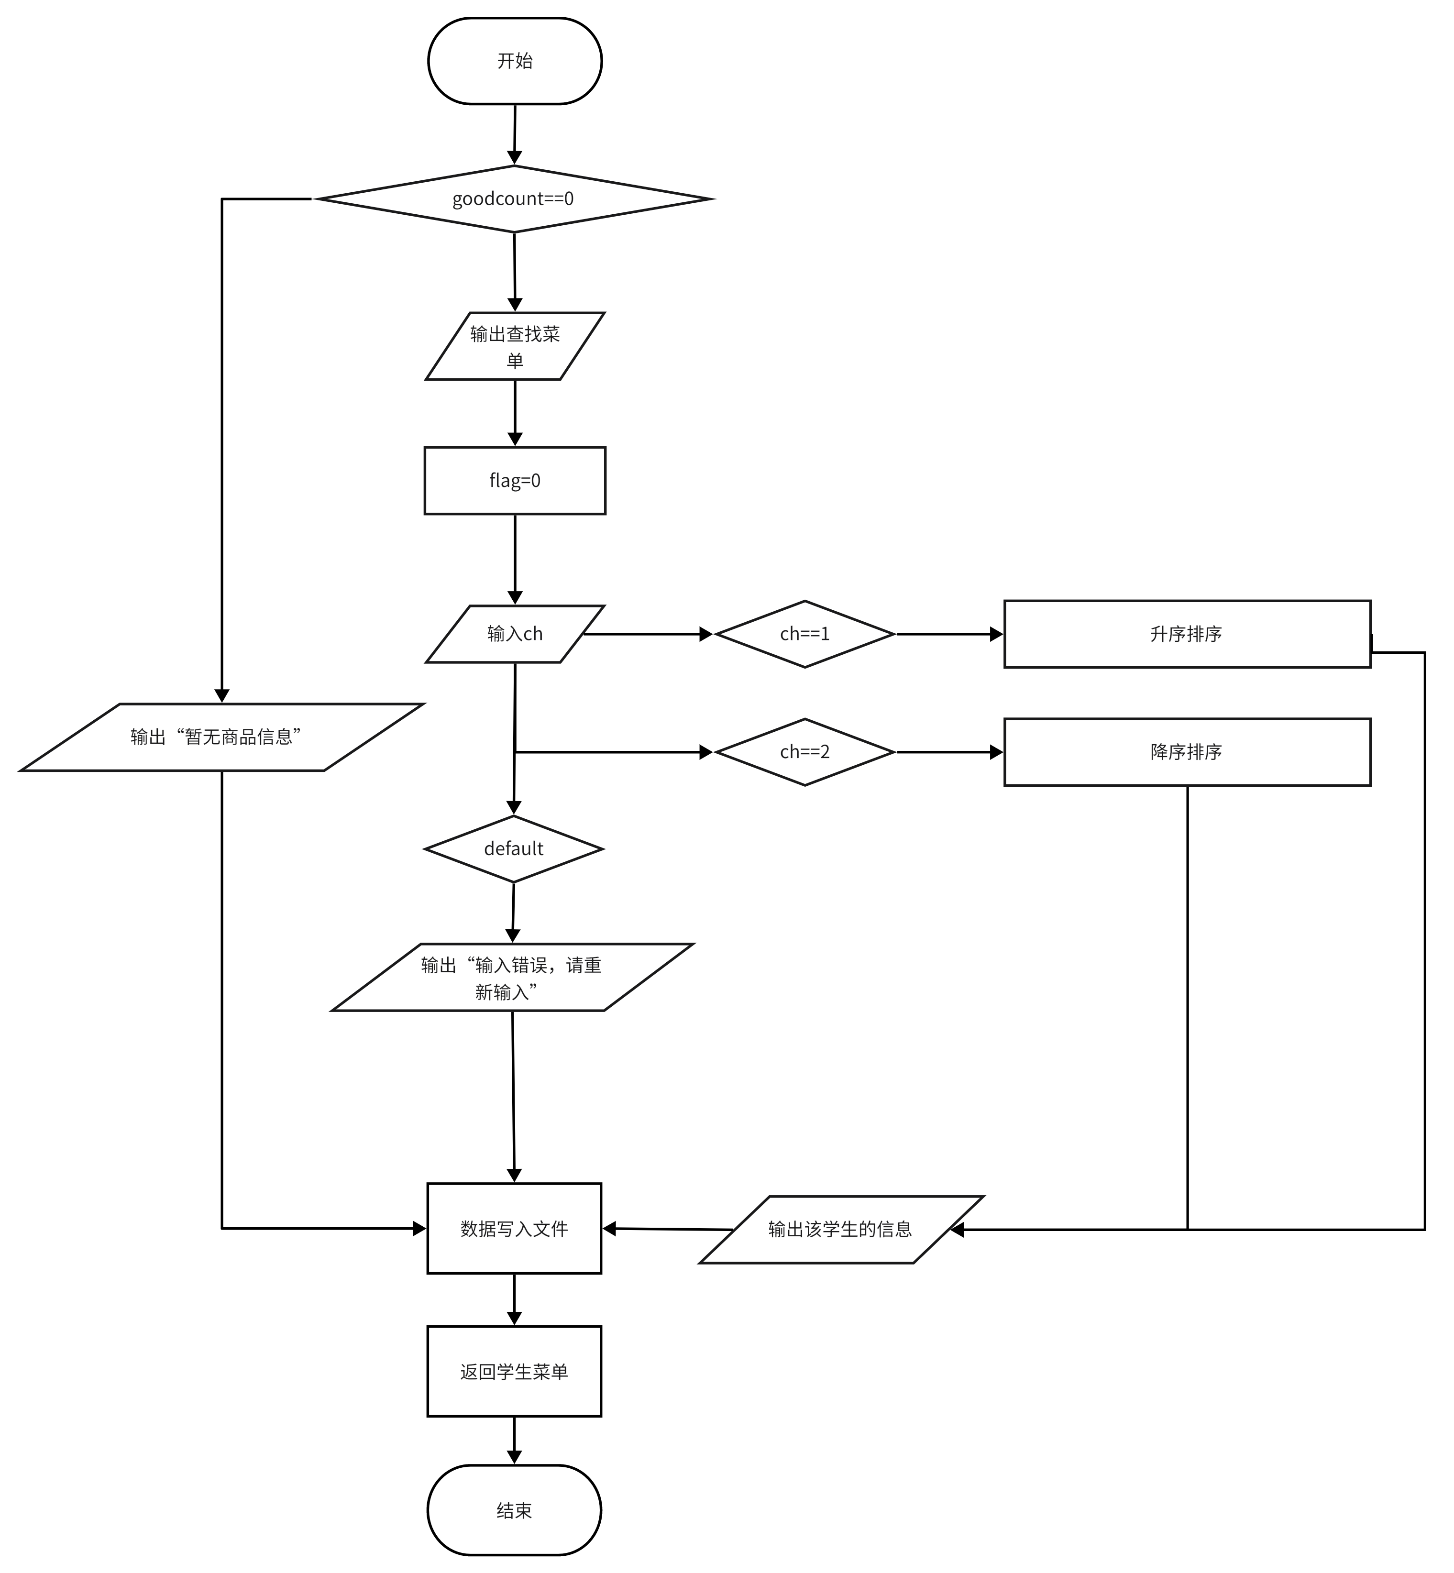 开始
goodcount==0
输出查找菜
单
flag=0
输入ch
ch==1
升序排序
输出“暂无商品信息”
ch==2
降序排序
default
输出“输入错误，请重
新输入”
数据写入文件
输出该学生的信息
返回学生菜单
结束